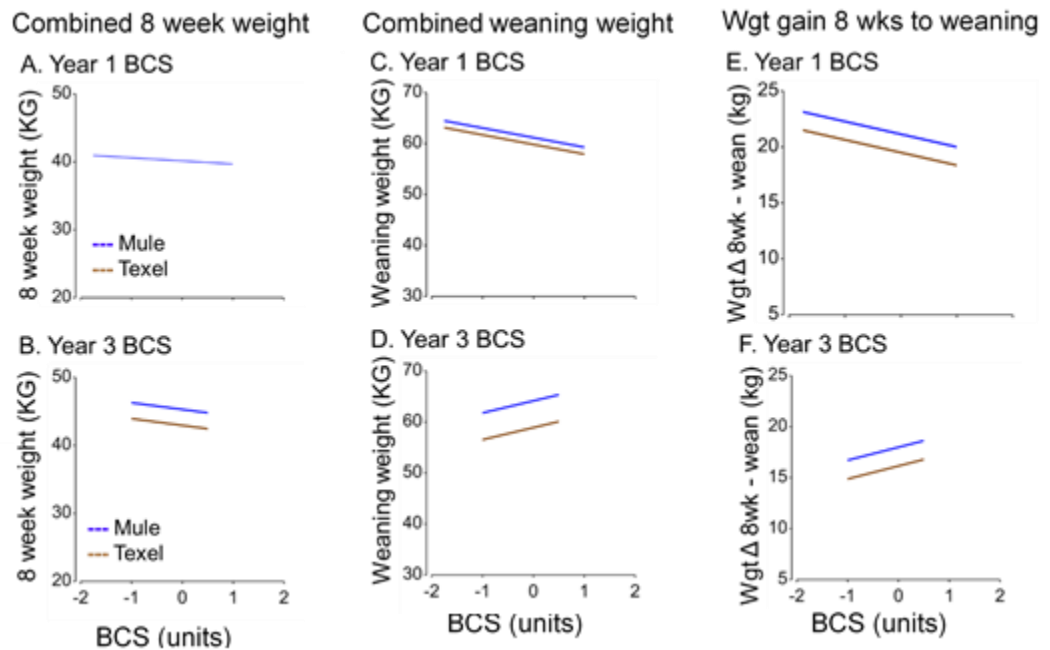 Combined 8 week weight
Combined weaning weight
Wgt gain 8 wks to weaning
A. Year 1 BCS
8 week weight (KG)
50
40
30
20
Mule
Texel
C. Year 1 BCS
Weaning weight (KG)
70
60
50
40
30
E. Year 1 BCS
Wgt Δ 8wk - wean (kg)
25
20
15
10
5
B. Year 3 BCS
8 week weight (KG)
50
40
30
20
Mule
Texel
-2 -1 0 1 2
BCS (units)
D. Year 3 BCS
Weaning weight (KG)
70
60
50
40
30
-2 -1 0 1 2
BCS (units)
F. Year 3 BCS
Wgt Δ 8wk - wean (kg)
25
20
15
10
5
-2 -1 0 1 2
BCS (units)